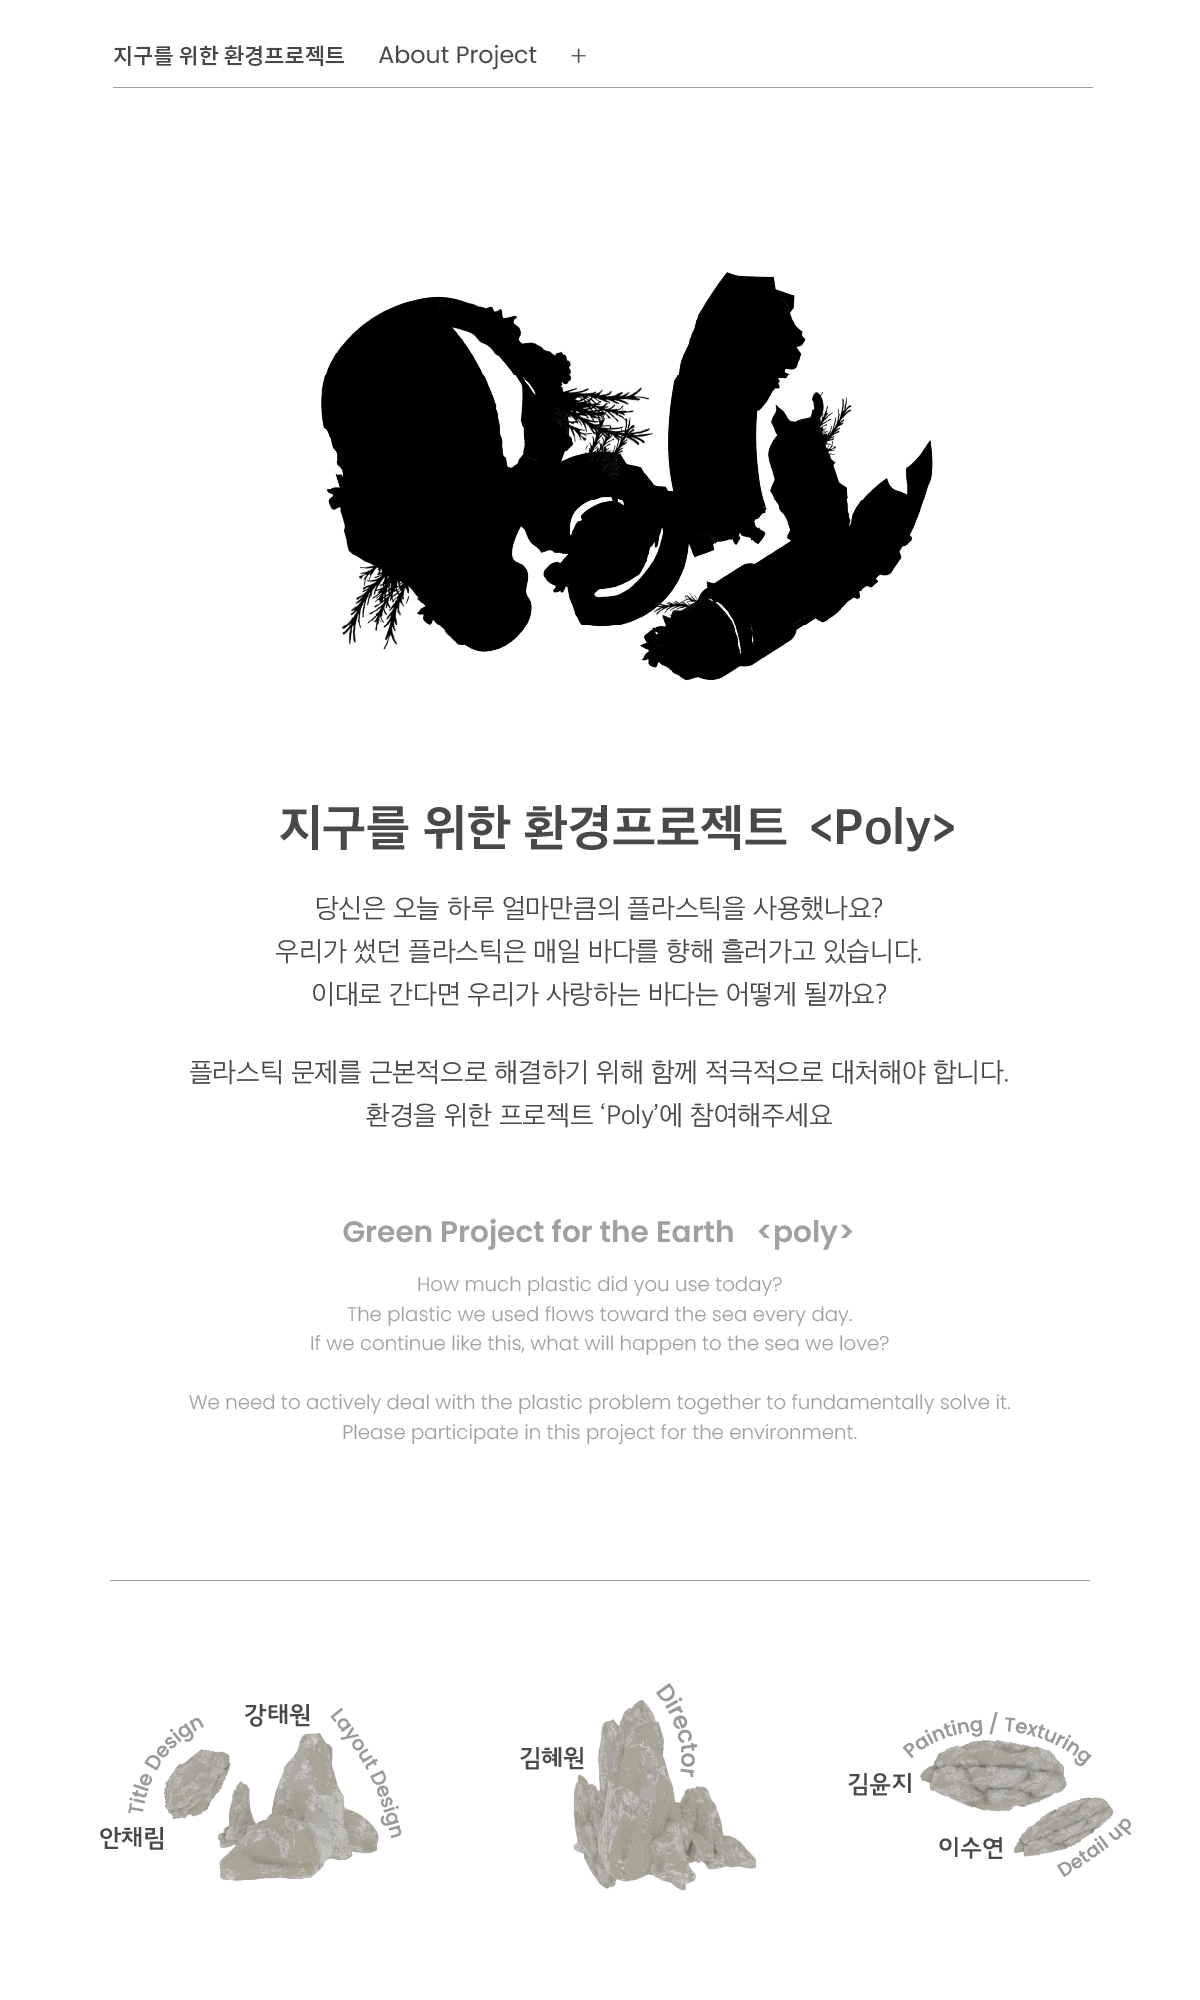 지구를 위한 환경프로젝트 About Project +
Poly
지구를 위한 환경프로젝트 <Poly>
당신은 오늘 하루 얼마만큼의 플라스틱을 사용했나요?
우리가 썼던 플라스틱은 매일 바다를 향해 흘러가고 있습니다.
이대로 간다면 우리가 사랑하는 바다는 어떻게 될까요?
플라스틱 문제를 근본적으로 해결하기 위해 함께 적극적으로 대처해야 합니다.
환경을 위한 프로젝트 ‘Poly’에 참여해주세요
Green Project for the Earth <poly>
How much plastic did you use today?
The plastic we used flows toward the sea every day.
If we continue like this, what will happen to the sea we love?
We need to actively deal with the plastic problem together to fundamentally solve it.
Please participate in this project for the environment.
Title Design
안채림
강태원
Layout Design
김혜원
Director
Painting / Texturing
김윤지
이수연
Detail up